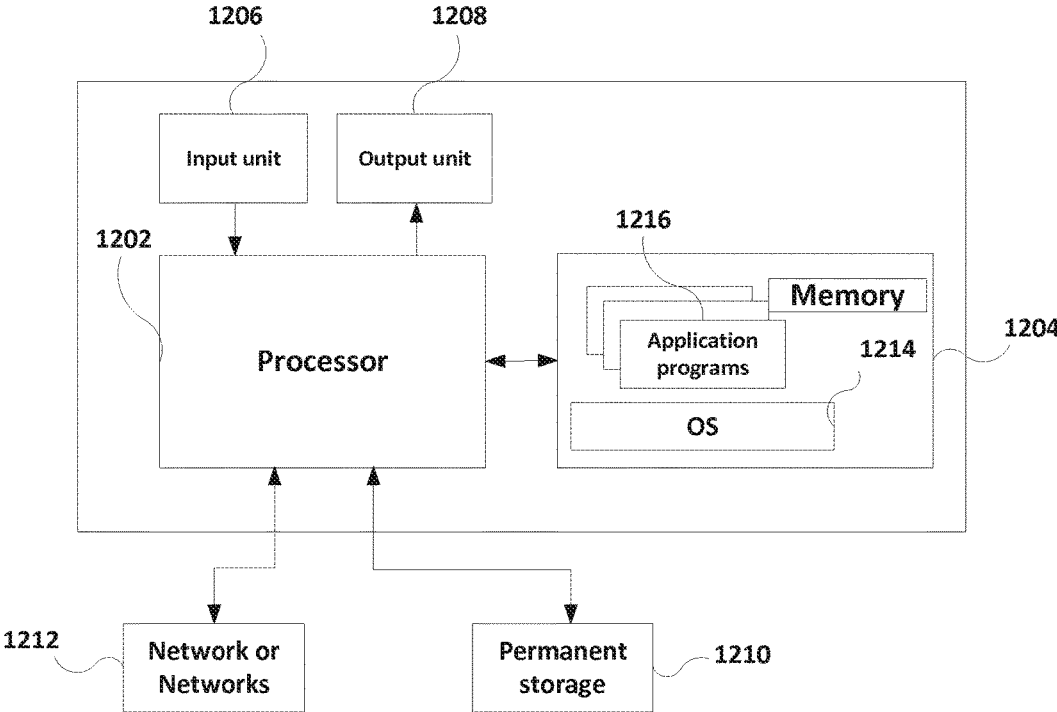 1206
1208
Input unit
Output unit
1202
1216
Memory
Processor
Application
programs
1204
1214
OS
1212
Network or
Networks
Permanent
storage
1210